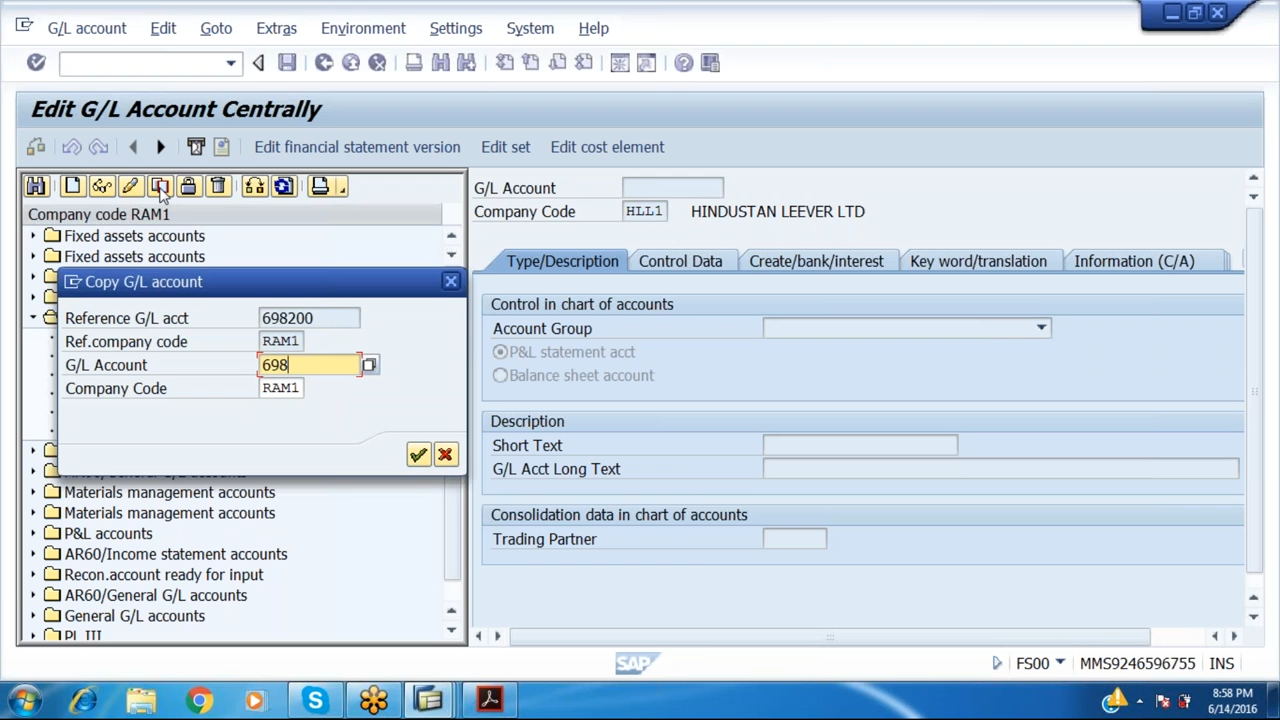 G/L account Edit Goto Extras Environment Settings System Help
Edit G/L Account Centrally
Edit financial statement version Edit set Edit cost element
Company code RAM1
Fixed assets accounts
Fixed assets accounts
Copy G/L account
Reference G/L acct 698200
Ref.company code RAM1
G/L Account 698
Company Code RAM1
Materials management accounts
Materials management accounts
P&L accounts
AR60/Income statement accounts
Recon.account ready for input
AR60/General G/L accounts
General G/L accounts
PL III
G/L Account
Company Code HLL1 HINDUSTAN LEEVER LTD
Type/Description Control Data Create/bank/interest Key word/translation Information (C/A)
Control in chart of accounts
Account Group
P&L statement acct
Balance sheet account
Description
Short Text
G/L Acct Long Text
Consolidation data in chart of accounts
Trading Partner
SAP FS00 MMS9246596755 INS
8:58 PM
6/14/2016